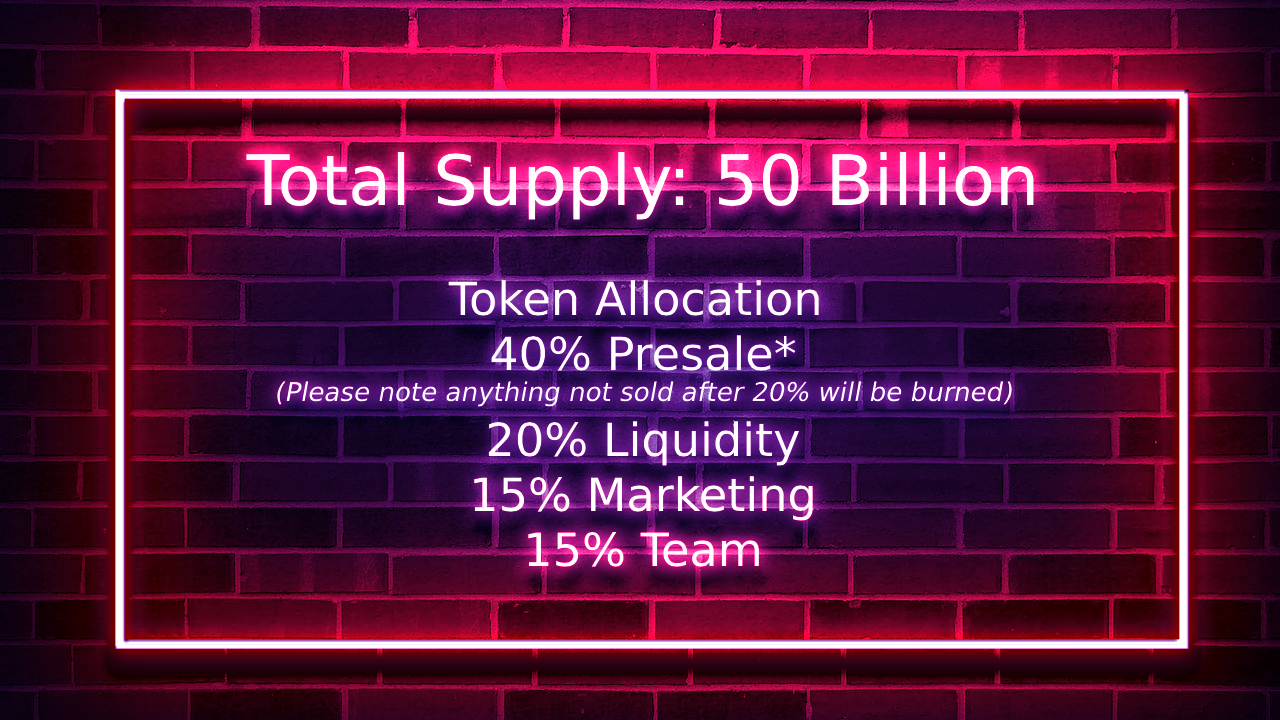 Total Supply: 50 Billion
Token Allocation
40% Presale*
(Please note anything not sold after 20% will be burned)
20% Liquidity
15% Marketing
15% Team